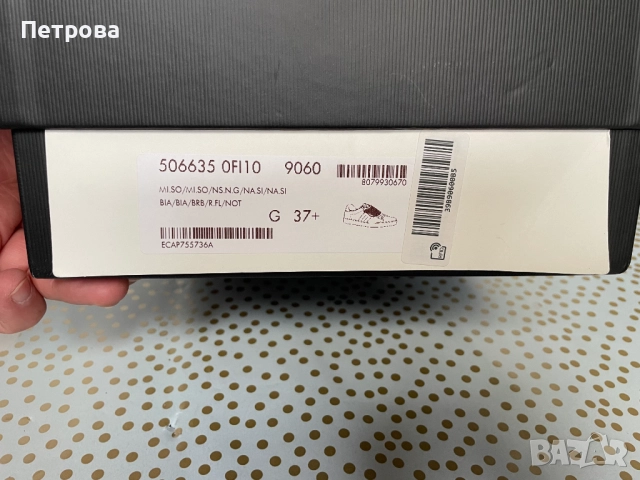 Петрова
506635 0FI10 9060
8079930670
MI.SO/MI.SO/NS.N.G/NA.SI/NA.SI
BIA/BIA/BRB/R.FL/NOT
G 37+
ECAP755736A
39B90600B5
BAZAR